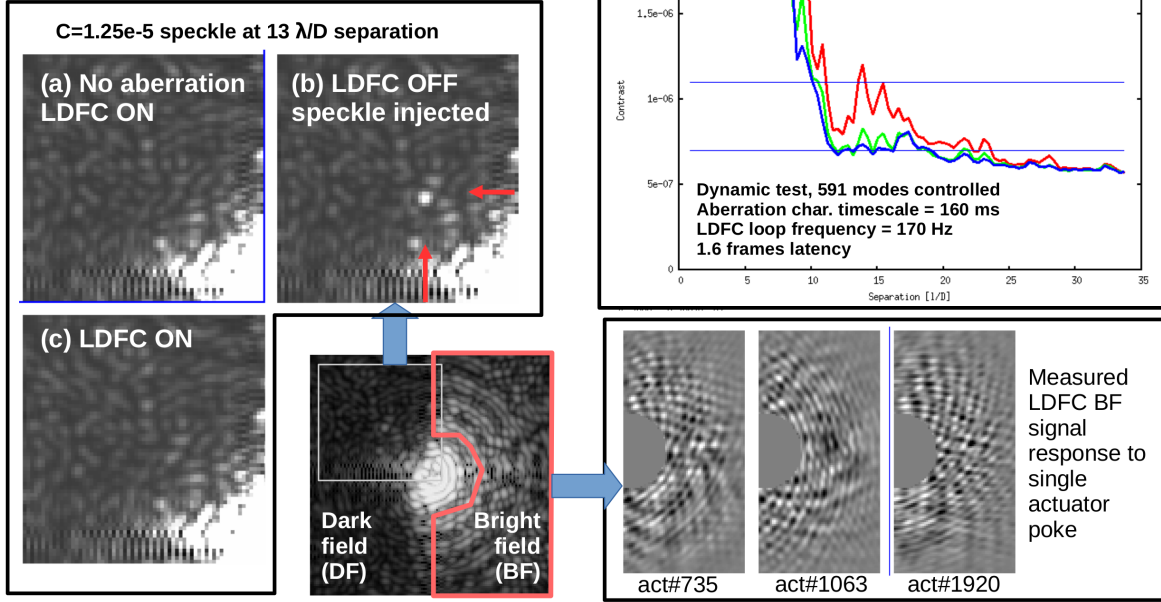 C=1.25e-5 speckle at 13 λ/D separation
(a) No aberration
LDFC ON
(b) LDFC OFF
speckle injected
(c) LDFC ON
Dark
field
(DF)
Bright
field
(BF)
1.5e-06
1e-06
5e-07
0
Contrast
Dynamic test, 591 modes controlled
Aberration char. timescale = 160 ms
LDFC loop frequency = 170 Hz
1.6 frames latency
0 5 10 15 20 25 30 35
Separation [l/D]
act#735
act#1063
act#1920
Measured
LDFC BF
signal
response to
single
actuator
poke